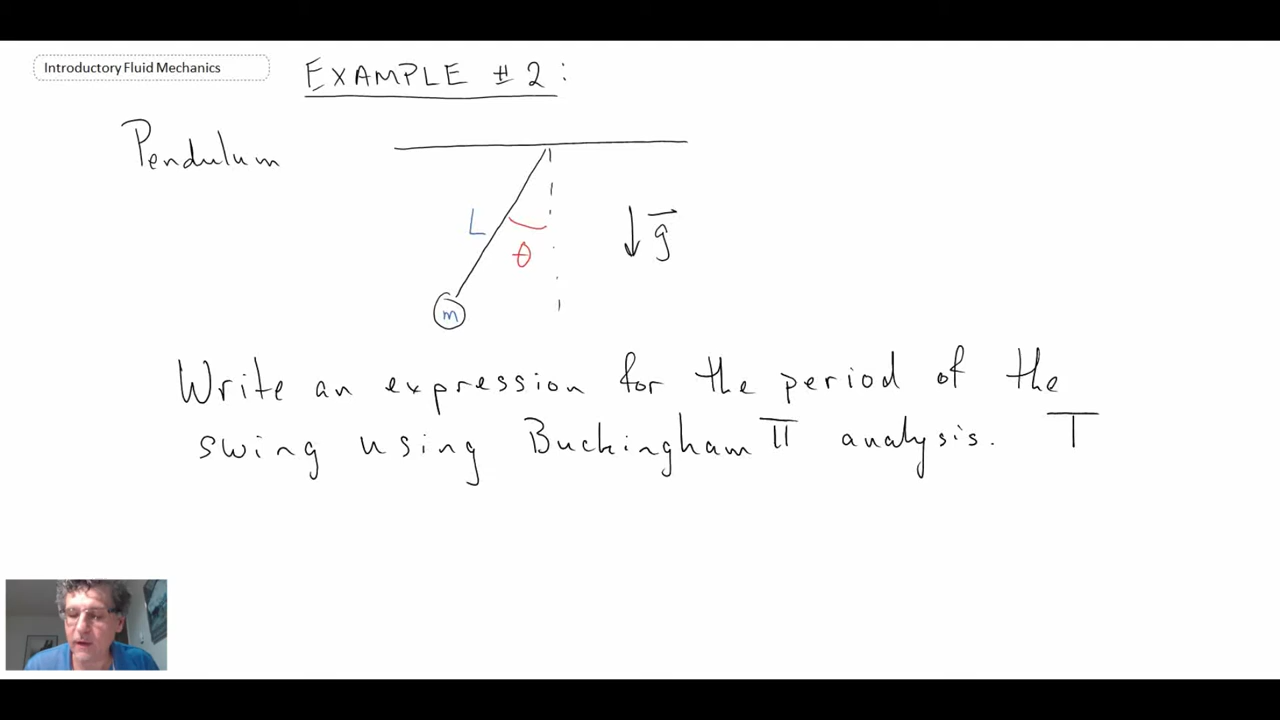 Introductory Fluid Mechanics
EXAMPLE #2:
Pendulum
L
θ
g
m
Write an expression for the period of the
swing using Buckingham Π analysis. T